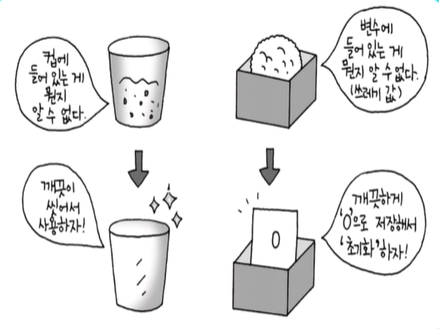 컵에
들어 있는 게
뭔지
알 수 없다.
변수에
들어 있는 게
뭔지 알 수 없다.
(쓰레기 값)
깨끗이
씻어서
사용하자!
깨끗하게
'0'으로 저장해서
'초기화'하자!
0